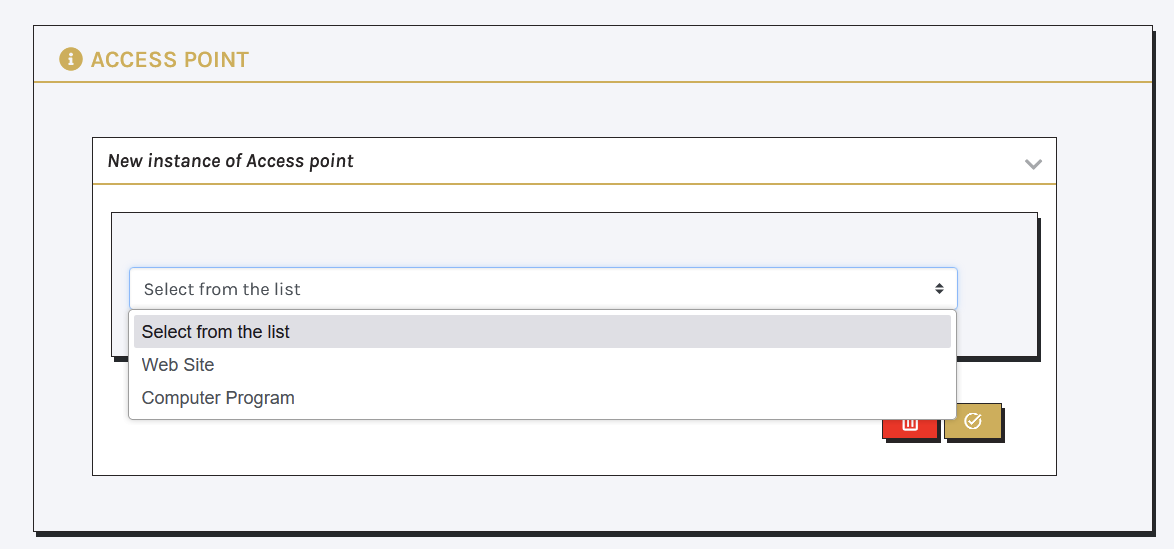 ACCESS POINT
New instance of Access point
Select from the list
Select from the list
Web Site
Computer Program